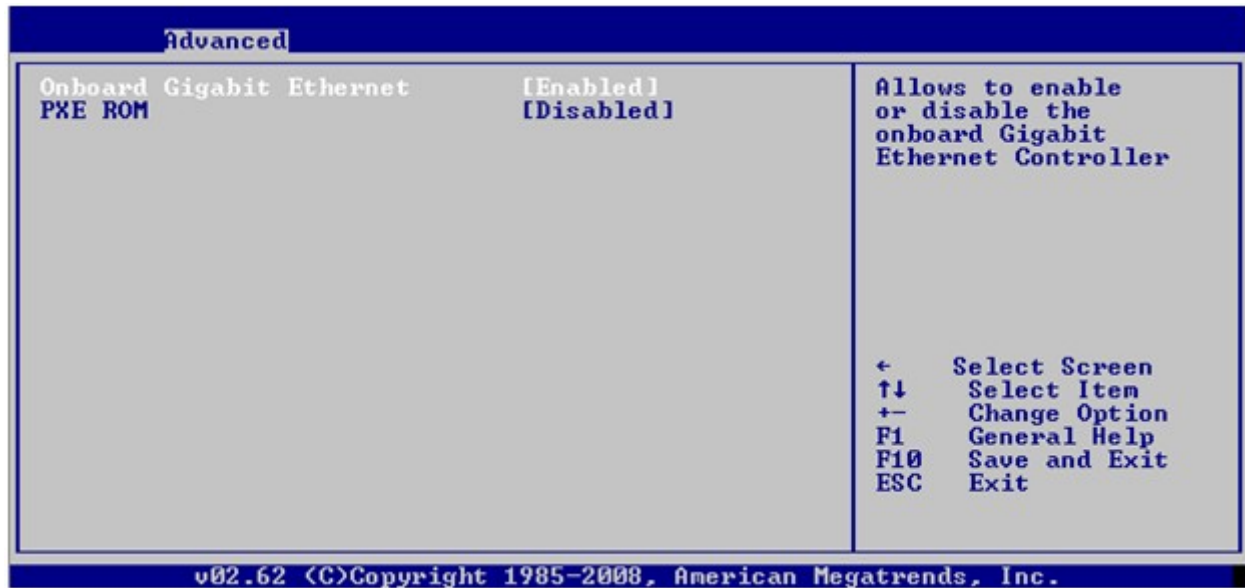 Advanced
Onboard Gigabit Ethernet [Enabled]
PXE ROM [Disabled]
Allows to enable
or disable the
onboard Gigabit
Ethernet Controller
← Select Screen
↑↓ Select Item
+- Change Option
F1 General Help
F10 Save and Exit
ESC Exit
v02.62 (C)Copyright 1985-2008, American Megatrends, Inc.